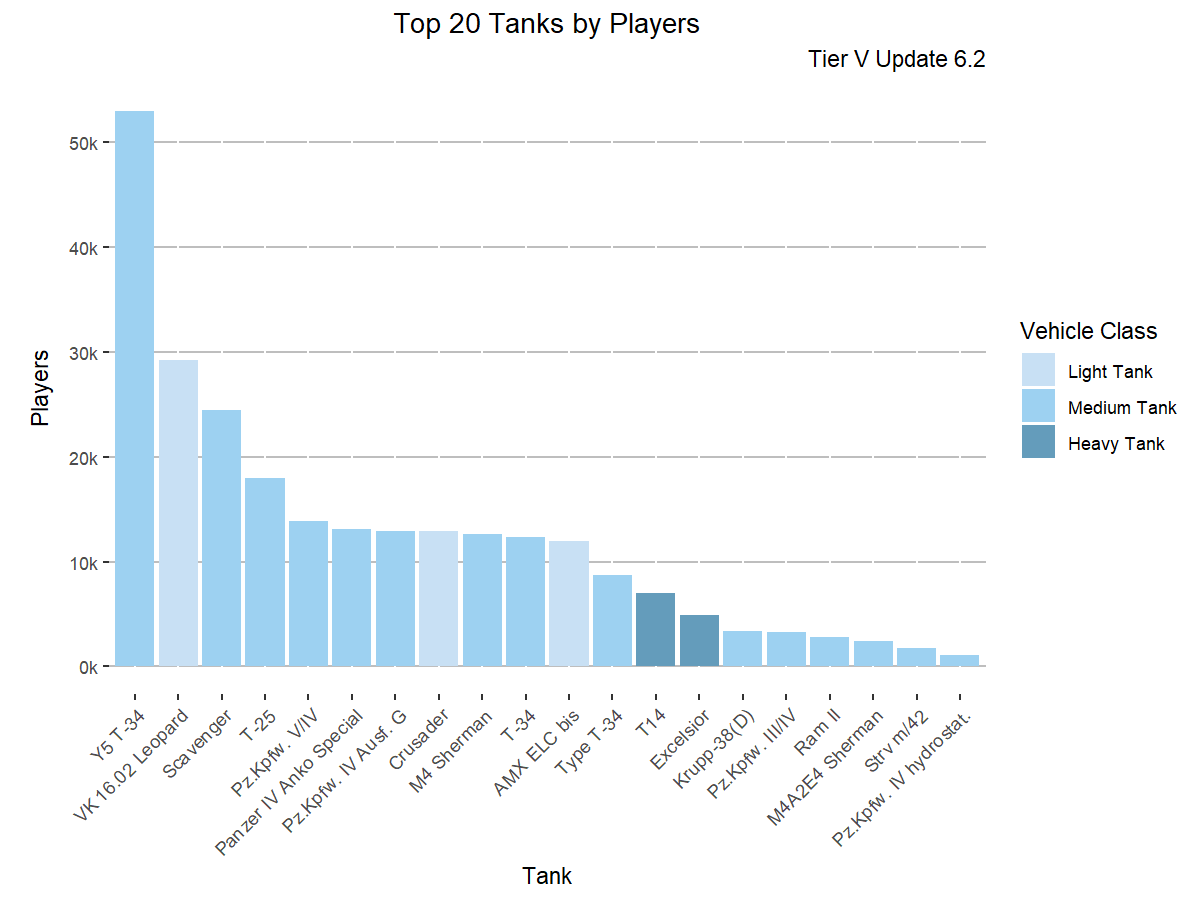 Top 20 Tanks by Players
Tier V Update 6.2
Players
50k
40k
30k
20k
10k
0k
Y5 T-34
VK 16.02 Leopard
Scavenger
T-25
Pz.Kpfw. V/IV
Panzer IV Anko Special
Pz.Kpfw. IV Ausf. G
Crusader
M4 Sherman
T-34
AMX ELC bis
Type T-34
T14
Excelsior
Krupp-38(D)
Pz.Kpfw. III/IV
Ram II
M4A2E4 Sherman
Strv m/42
Pz.Kpfw. IV hydrostat.
Tank
Vehicle Class
Light Tank
Medium Tank
Heavy Tank